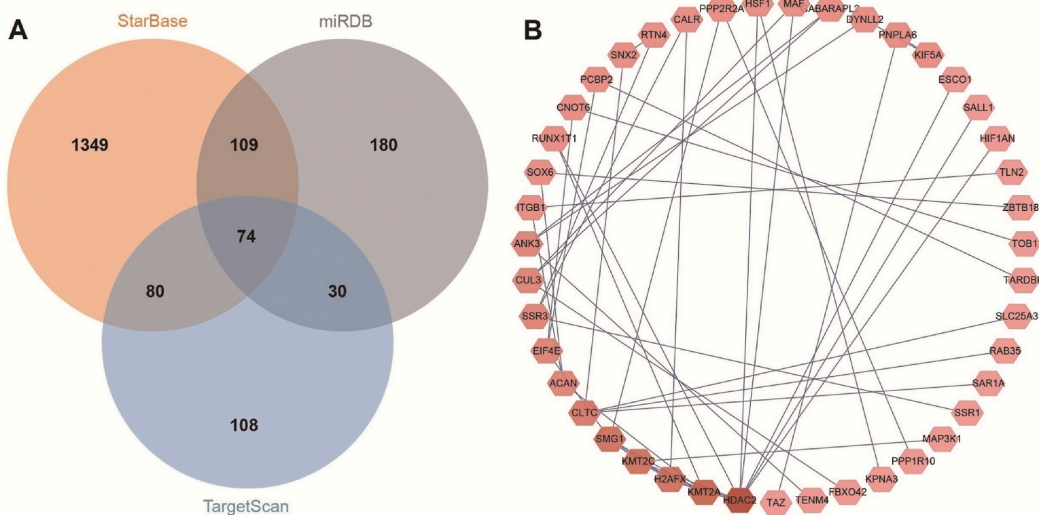 A
StarBase
miRDB
1349
109
180
74
80
30
108
TargetScan
B
CALR
PPP2R2A
HSF1
MAF
DYNLL2
RTN4
PNPLA6
SNX2
KIF5A
PCBP2
ESCO1
CNOT6
SALL1
RUNX1T1
HIF1AN
SOX6
TLN2
ITGB1
ZBTB18
ANK3
TOB1
CUL3
SSR3
SLC25A3
EIF4E
RAB35
ACAN
SAR1A
CLTC
SSR1
SMG1
MAP3K1
KMT2C
PPP1R10
H2AFX
KPNA3
KMT2A
FBXO42
HDAC2
TENM4
TAZ